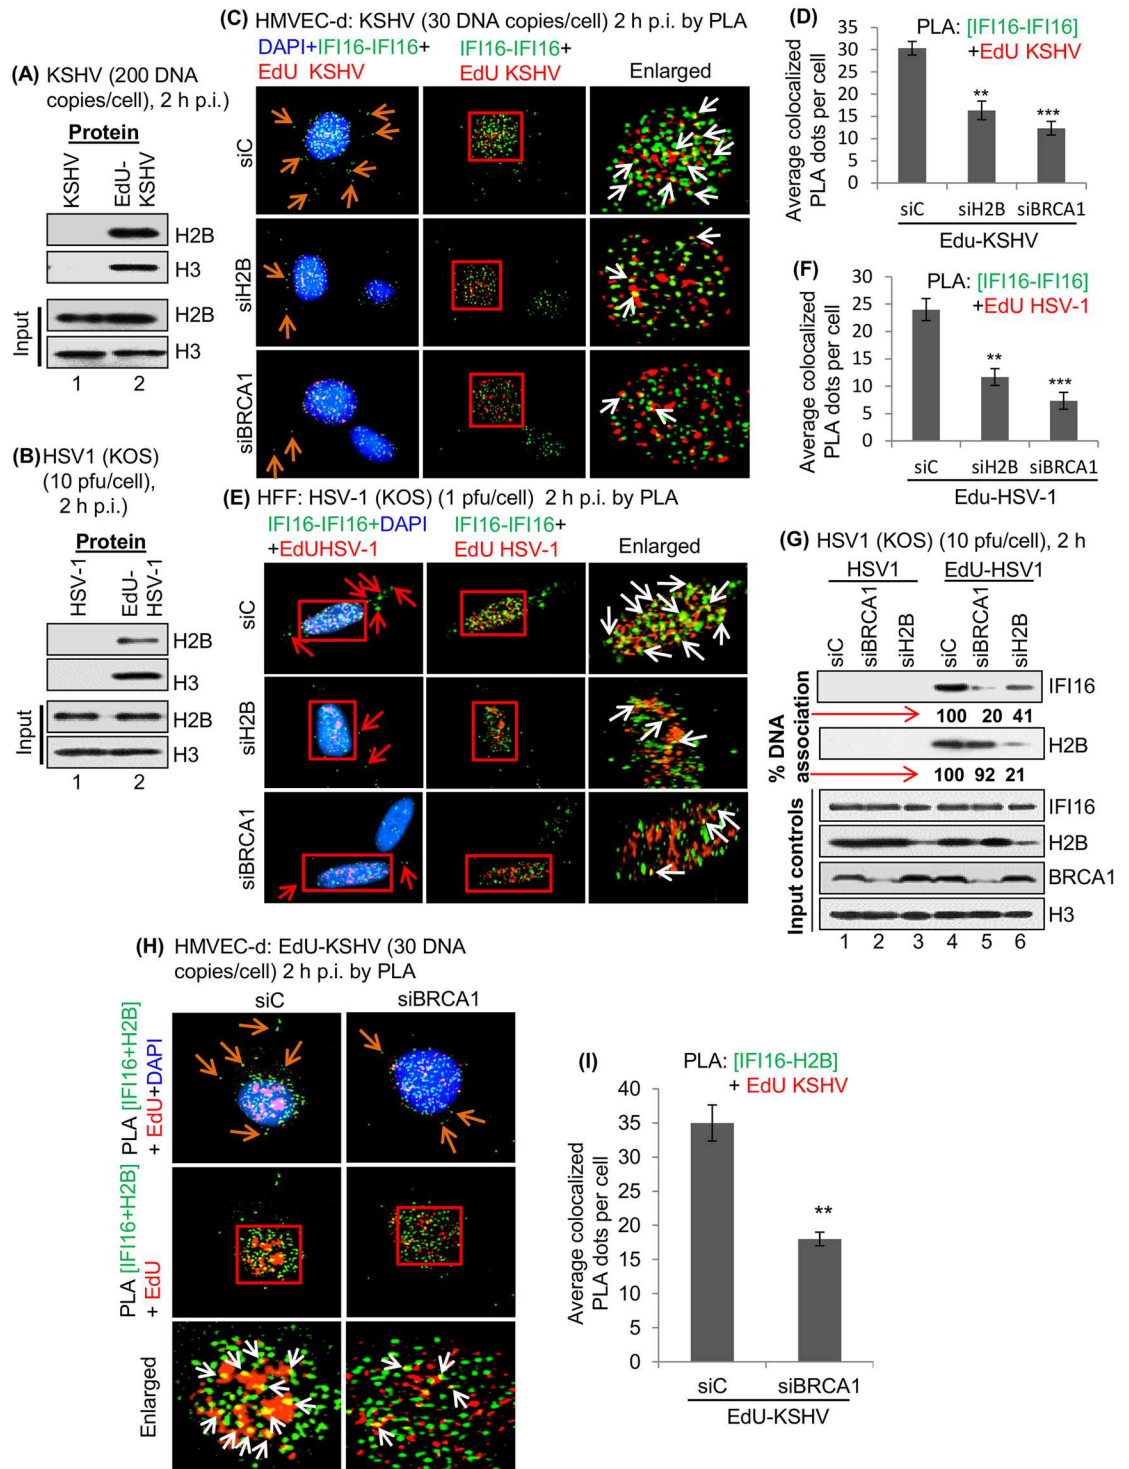 (A) KSHV (200 DNA
copies/cell), 2 h p.i.)
Protein
KSHV
EdU-
KSHV
H2B
H3
Input
H2B
H3
1 2
(B) HSV1 (KOS)
(10 pfu/cell),
2 h p.i.)
Protein
HSV-1
EdU-
HSV-1
H2B
H3
Input
H2B
H3
1 2
(C) HMVEC-d: KSHV (30 DNA copies/cell) 2 h p.i. by PLA
DAPI+IFI16-IFI16+
EdU KSHV
IFI16-IFI16+
EdU KSHV
Enlarged
siC
siH2B
siBRCA1
(D)
PLA: [IFI16-IFI16]
+EdU KSHV
Average colocalized
PLA dots per cell
35
30
25
20
15
10
5
0
**
***
siC siH2B siBRCA1
Edu-KSHV
(E) HFF: HSV-1 (KOS) (1 pfu/cell) 2 h p.i. by PLA
IFI16-IFI16+DAPI
+EdUHSV-1
IFI16-IFI16+
EdU HSV-1
Enlarged
siC
siH2B
siBRCA1
(F)
PLA: [IFI16-IFI16]
+EdU HSV-1
Average colocalized
PLA dots per cell
30
25
20
15
10
5
0
**
***
siC siH2B siBRCA1
Edu-HSV-1
(G) HSV1 (KOS) (10 pfu/cell), 2 h
HSV1 EdU-HSV1
siC siBRCA1 siH2B siC siBRCA1 siH2B
% DNA
association
IFI16
100 20 41
H2B
100 92 21
Input controls
IFI16
H2B
BRCA1
H3
1 2 3 4 5 6
(H) HMVEC-d: EdU-KSHV (30 DNA
copies/cell) 2 h p.i. by PLA
siC siBRCA1
PLA [IFI16+H2B]
+ EdU+DAPI
PLA [IFI16+H2B]
+ EdU
Enlarged
(I)
PLA: [IFI16-H2B]
+ EdU KSHV
Average colocalized
PLA dots per cell
40
35
30
25
20
15
10
5
0
**
siC siBRCA1
EdU-KSHV